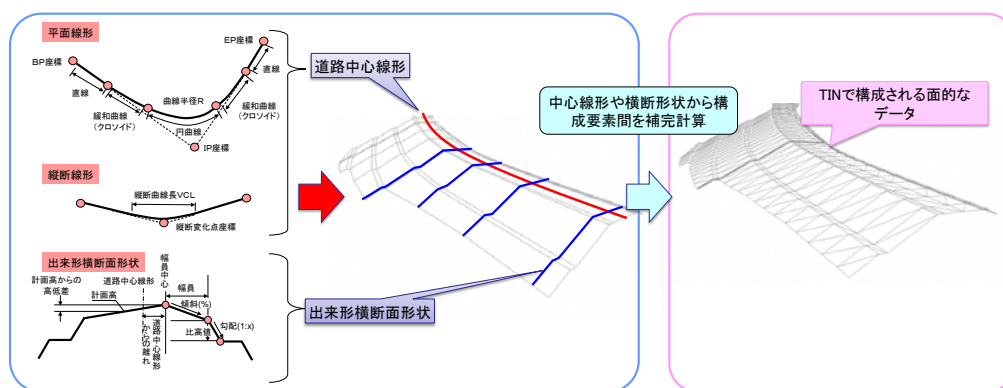 平面線形
BP座標
EP座標
直線
直線
曲線半径R
緩和曲線
(クロソイド)
緩和曲線
(クロソイド)
円曲線
IP座標
縦断線形
縦断曲線長VCL
縦断変化点座標
出来形横断面形状
計画高からの
高低差
道路中心線形
計画高
幅員中心
幅員
傾斜(%)
勾配(1:x)
比高値
道路中心線形
からの離れ
道路中心線形
出来形横断面形状
中心線形や横断形状から構
成要素間を補完計算
TINで構成される面的な
データ